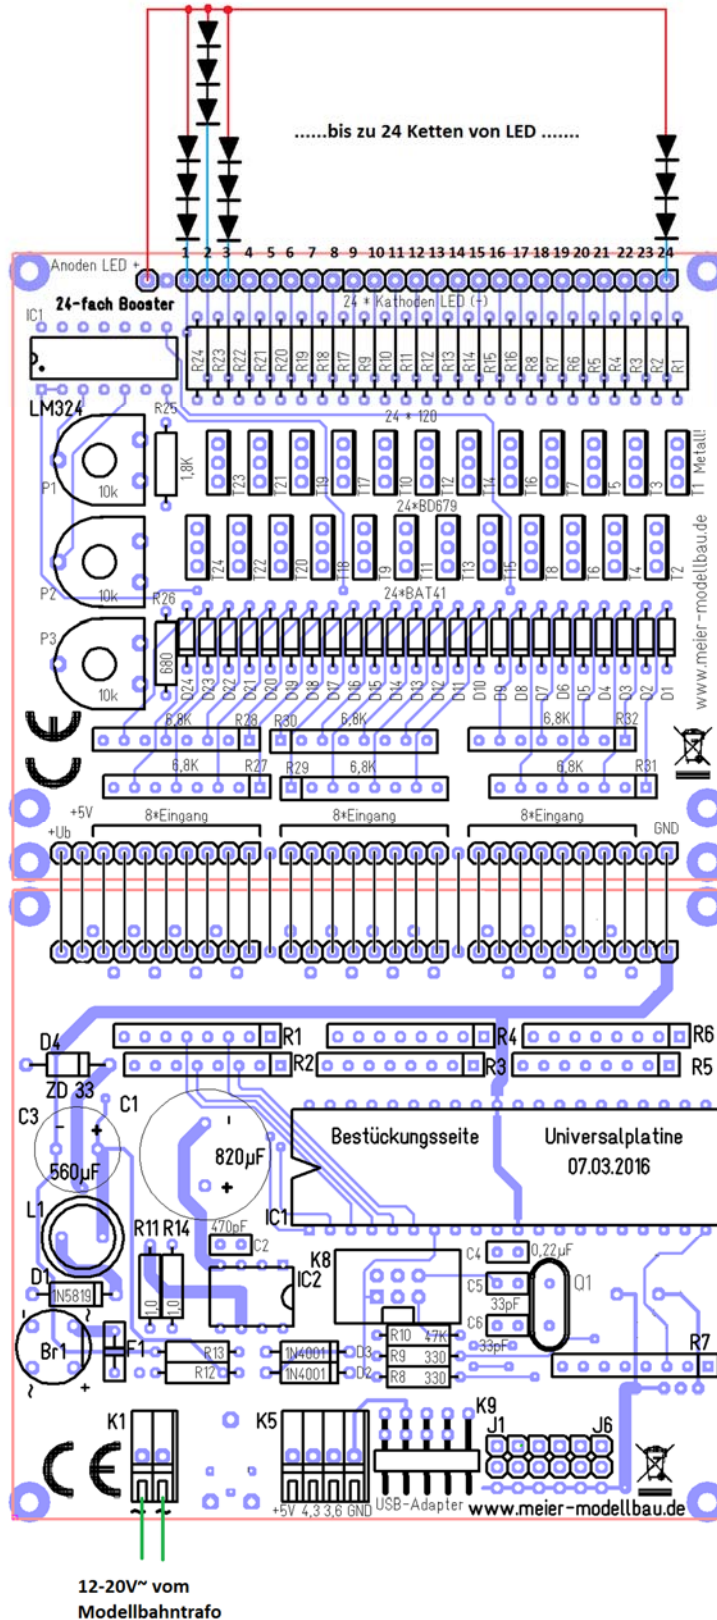 ......bis zu 24 Ketten von LED .......
1 2 3 4 5 6 7 8 9 10 11 12 13 14 15 16 17 18 19 20 21 22 23 24
Anoden LED +
24-fach Booster
24 * Kathoden LED (-)
IC1
R24 R23 R22 R21 R20 R19 R18 R17 R9 R10 R11 R12 R13 R14 R15 R16 R8 R7 R6 R5 R4 R3 R2 R1
LM324
R25
24 * 120
1,8K
P1
10k
T23 T21 T19 T17 T10 T12 T14 T16 T7 T5 T3 T1 Metall!
24*BD679
P2
10k
T24 T22 T20 T18 T9 T11 T13 T15 T8 T6 T4 T2
24*BAT41
R26
P3
680
10k
D24 D23 D22 D21 D20 D19 D18 D17 D16 D15 D14 D13 D12 D11 D10 D9 D8 D7 D6 D5 D4 D3 D2 D1
www.meier-modellbau.de
6,8K R28 R30 6,8K 6,8K R32
6,8K R27 R29 6,8K 6,8K R31
+5V
8*Eingang 8*Eingang 8*Eingang
+Ub
GND
R1 R4 R6
D4
R2 R3 R5
ZD 33
C3
C1
- +
560µF
-
820µF
+
Bestückungsseite
Universalplatine
07.03.2016
IC1
L1
R11 R14
470pF
C2
K8
C4 0,22µF
IC2
C5
33pF
Q1
D1
1N5819
1,0 1,0
C6
33pF
- ~
Br1
~ +
F1
R13
R12
1N4001 D3
1N4001 D2
R10 47K
R9 330
R8 330
R7
K1
K5
K9
J1 J6
CE
USB-Adapter
+5V 4,3 3,6 GND
www.meier-modellbau.de
~ ~
12-20V~ vom
Modellbahntrafo